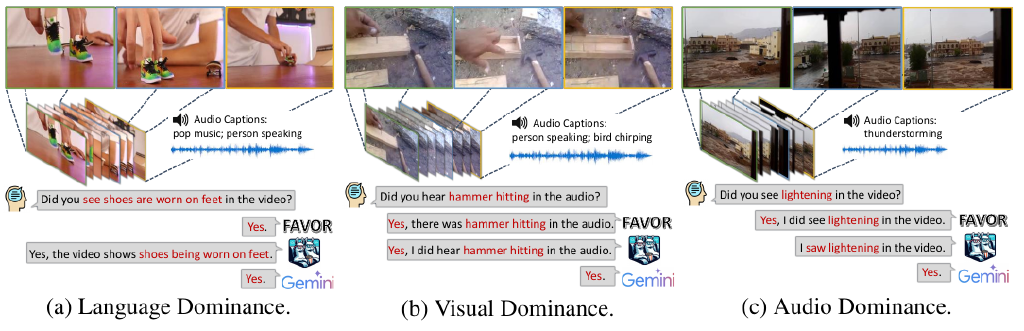 Audio Captions:
pop music; person speaking
Did you see shoes are worn on feet in the video?
Yes.
FAVOR
Yes, the video shows shoes being worn on feet.
Yes.
Gemini
(a) Language Dominance.
Audio Captions:
person speaking; bird chirping
Did you hear hammer hitting in the audio?
Yes, there was hammer hitting in the audio.
FAVOR
Yes, I did hear hammer hitting in the audio.
Yes.
Gemini
(b) Visual Dominance.
Audio Captions:
thunderstorming
Did you see lightening in the video?
Yes, I did see lightening in the video.
FAVOR
I saw lightening in the video.
Yes.
Gemini
(c) Audio Dominance.